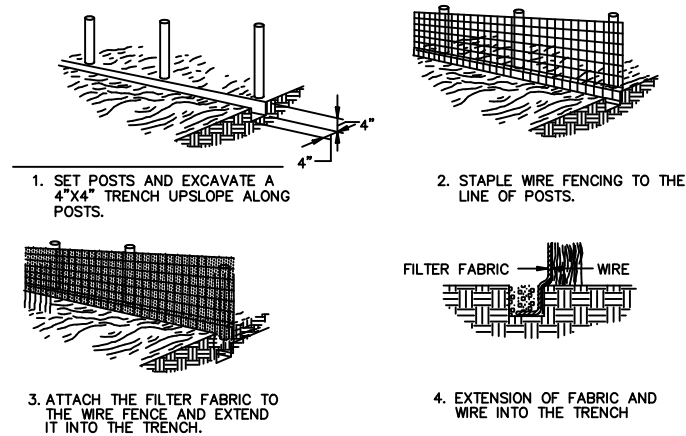 4"
4"
1. SET POSTS AND EXCAVATE A
4"X4" TRENCH UPSLOPE ALONG
POSTS.
2. STAPLE WIRE FENCING TO THE
LINE OF POSTS.
FILTER FABRIC
WIRE
3. ATTACH THE FILTER FABRIC TO
THE WIRE FENCE AND EXTEND
IT INTO THE TRENCH.
4. EXTENSION OF FABRIC AND
WIRE INTO THE TRENCH